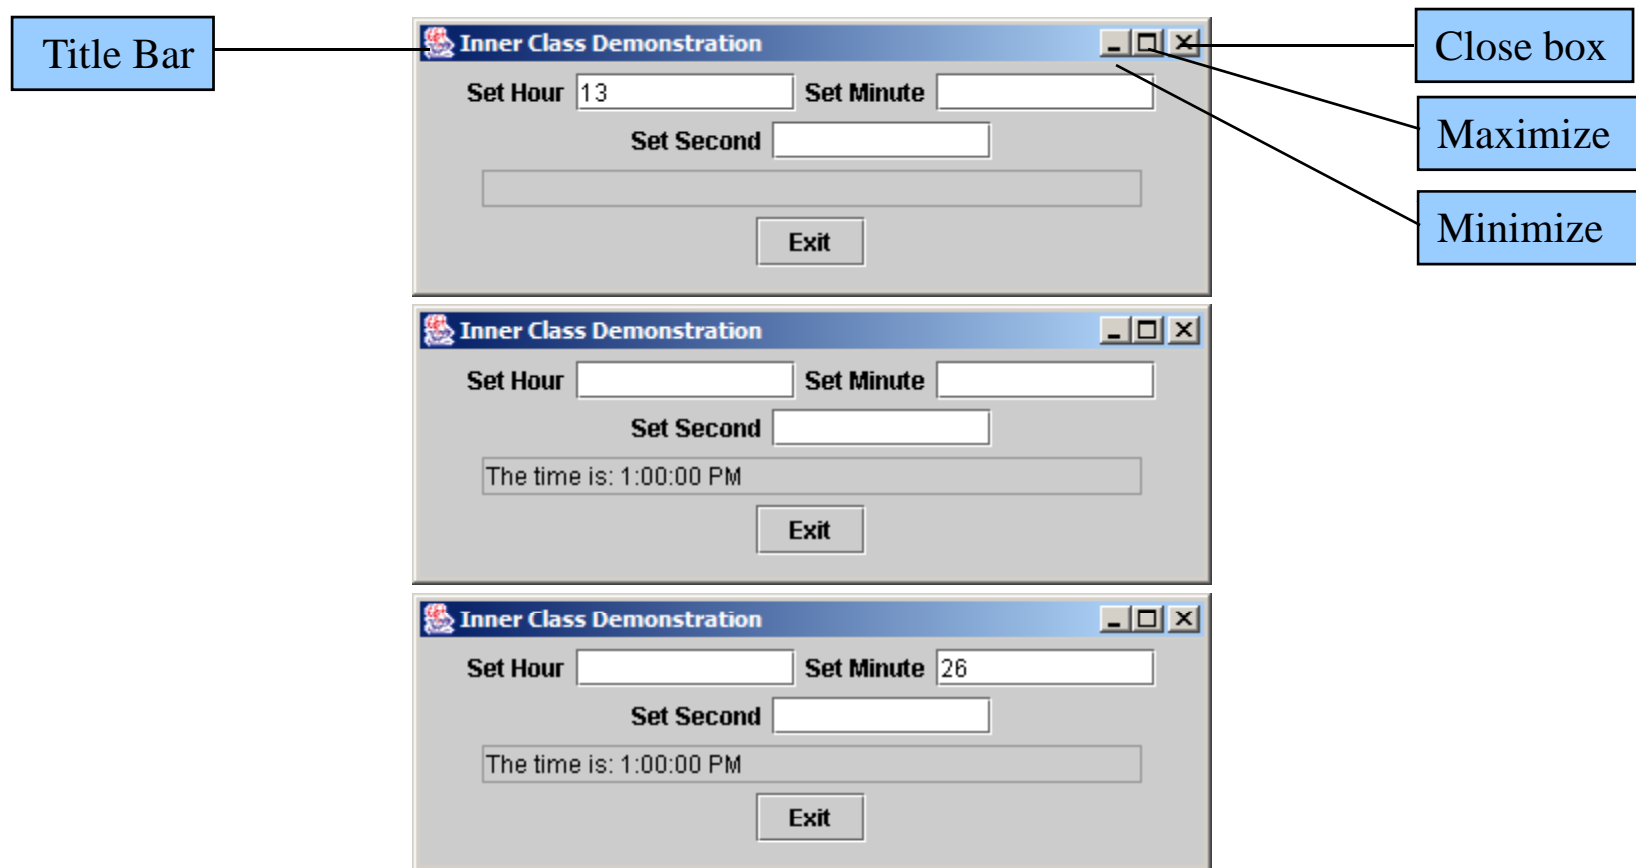 Title Bar
Inner Class Demonstration
Close box
Set Hour 13 Set Minute
Maximize
Set Second
Minimize
Exit
Inner Class Demonstration
Set Hour Set Minute
Set Second
The time is: 1:00:00 PM
Exit
Inner Class Demonstration
Set Hour Set Minute 26
Set Second
The time is: 1:00:00 PM
Exit